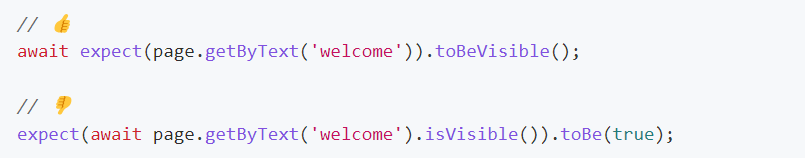 // 👍
await expect(page.getByText('welcome')).toBeVisible();
// 👎
expect(await page.getByText('welcome').isVisible()).toBe(true);